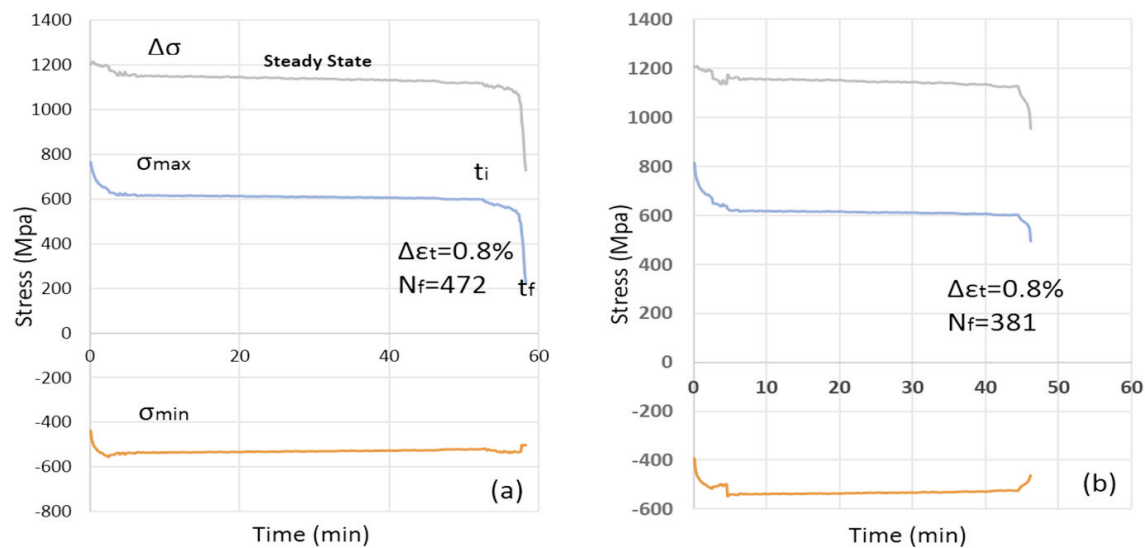 1400
1200
1000
800
600
400
200
0
-200
-400
-600
-800
Stress (Mpa)
Δσ
Steady State
σmax
ti
Δεt=0.8%
Nf=472
tf
0 20 40 60
σmin
(a)
Time (min)
1400
1200
1000
800
600
400
200
0
-200
-400
-600
Stress (Mpa)
Δεt=0.8%
Nf=381
0 10 20 30 40 50 60
(b)
Time (min)